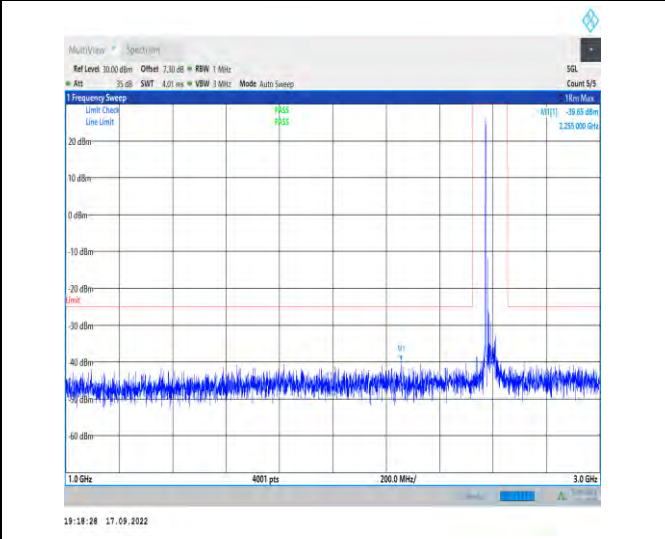 MultiView Spectrum
Ref Level 30.00 dBm Offset 7.30 dB RBW 1 MHz SGL
Att 35 dB SWT 4.01 ms VBW 3 MHz Mode Auto Sweep Count 5/5
1 Frequency Sweep 1Rm Max
Limit Check PASS M1[1] -39.65 dBm
Line Limit PASS 2.255 000 GHz
20 dBm
10 dBm
0 dBm
-10 dBm
-20 dBm
Limit
-30 dBm
M1
-40 dBm
-50 dBm
-60 dBm
1.0 GHz 4001 pts 200.0 MHz/ 3.0 GHz
19:18:28 17.09.2022